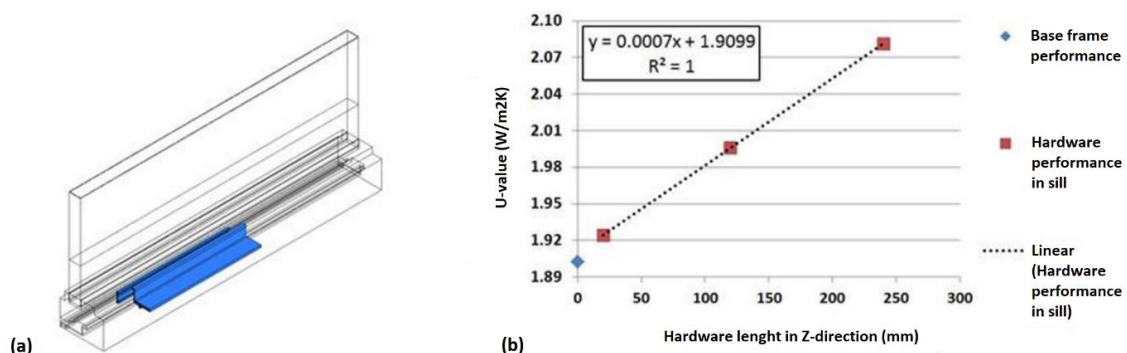 (a)
(b)
U-value (W/m2K)
2.10
2.07
2.04
2.01
1.98
1.95
1.92
1.89
y = 0.0007x + 1.9099
R² = 1
0
50
100
150
200
250
300
Hardware lenght in Z-direction (mm)
Base frame
performance
Hardware
performance
in sill
Linear
(Hardware
performance
in sill)